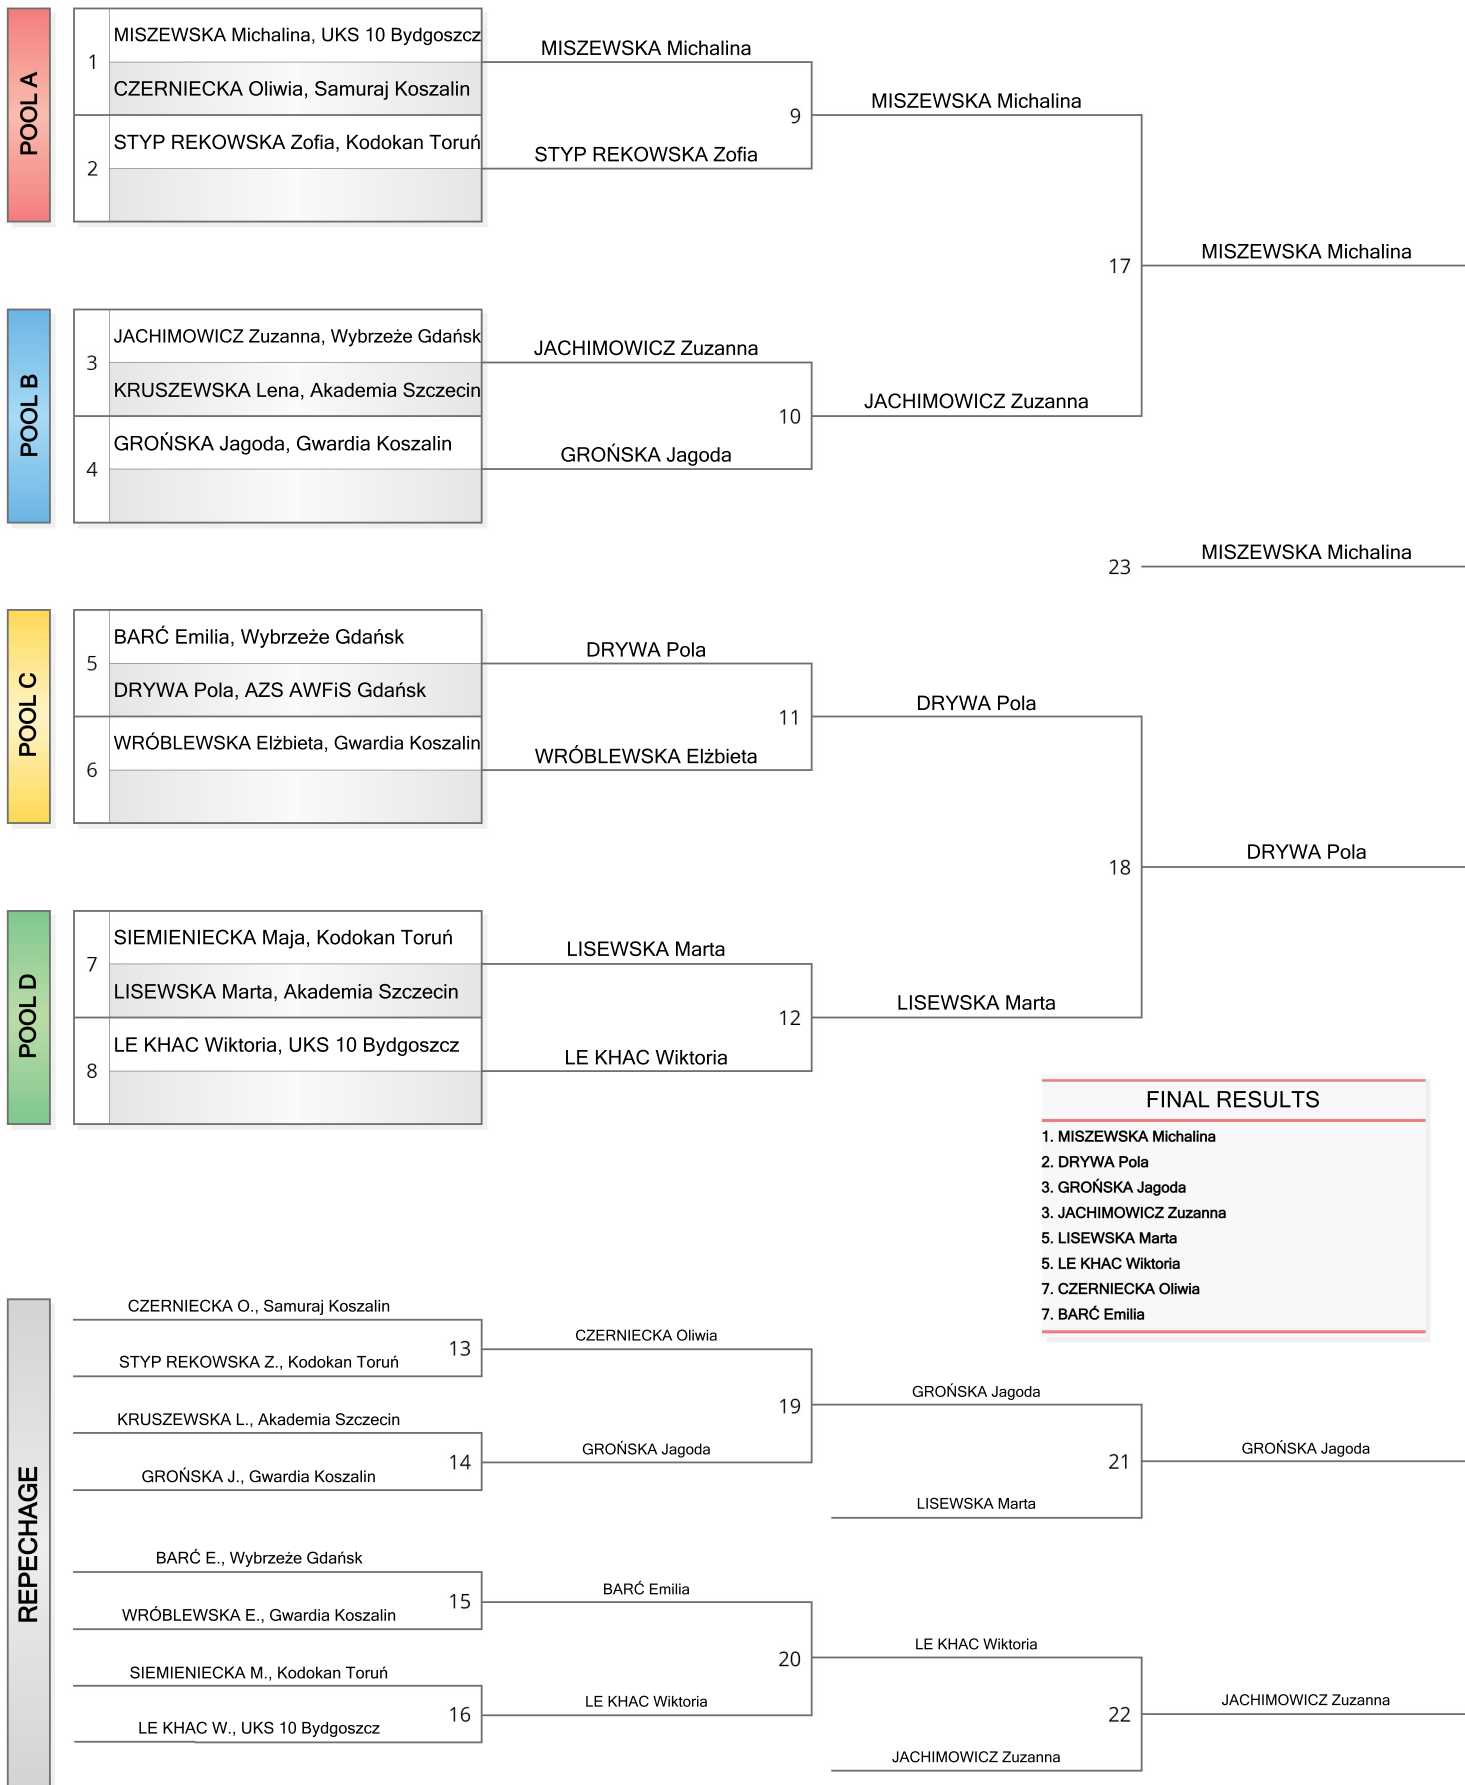 POOL A
1
MISZEWSKA Michalina, UKS 10 Bydgoszcz
CZERNIECKA Oliwia, Samuraj Koszalin
2
STYP REKOWSKA Zofia, Kodokan Toruń
MISZEWSKA Michalina
STYP REKOWSKA Zofia
9
MISZEWSKA Michalina
POOL B
3
JACHIMOWICZ Zuzanna, Wybrzeże Gdańsk
KRUSZEWSKA Lena, Akademia Szczecin
4
GROŃSKA Jagoda, Gwardia Koszalin
JACHIMOWICZ Zuzanna
GROŃSKA Jagoda
10
JACHIMOWICZ Zuzanna
17
MISZEWSKA Michalina
23
MISZEWSKA Michalina
POOL C
5
BARĆ Emilia, Wybrzeże Gdańsk
DRYWA Pola, AZS AWFiS Gdańsk
6
WRÓBLEWSKA Elżbieta, Gwardia Koszalin
DRYWA Pola
WRÓBLEWSKA Elżbieta
11
DRYWA Pola
POOL D
7
SIEMIENIECKA Maja, Kodokan Toruń
LISEWSKA Marta, Akademia Szczecin
8
LE KHAC Wiktoria, UKS 10 Bydgoszcz
LISEWSKA Marta
LE KHAC Wiktoria
12
LISEWSKA Marta
18
DRYWA Pola
FINAL RESULTS
1. MISZEWSKA Michalina
2. DRYWA Pola
3. GROŃSKA Jagoda
3. JACHIMOWICZ Zuzanna
5. LISEWSKA Marta
5. LE KHAC Wiktoria
7. CZERNIECKA Oliwia
7. BARĆ Emilia
REPECHAGE
CZERNIECKA O., Samuraj Koszalin
13
STYP REKOWSKA Z., Kodokan Toruń
KRUSZEWSKA L., Akademia Szczecin
14
GROŃSKA J., Gwardia Koszalin
CZERNIECKA Oliwia
19
GROŃSKA Jagoda
GROŃSKA Jagoda
21
LISEWSKA Marta
GROŃSKA Jagoda
BARĆ E., Wybrzeże Gdańsk
15
WRÓBLEWSKA E., Gwardia Koszalin
SIEMIENIECKA M., Kodokan Toruń
16
LE KHAC W., UKS 10 Bydgoszcz
BARĆ Emilia
20
LE KHAC Wiktoria
LE KHAC Wiktoria
22
JACHIMOWICZ Zuzanna
JACHIMOWICZ Zuzanna